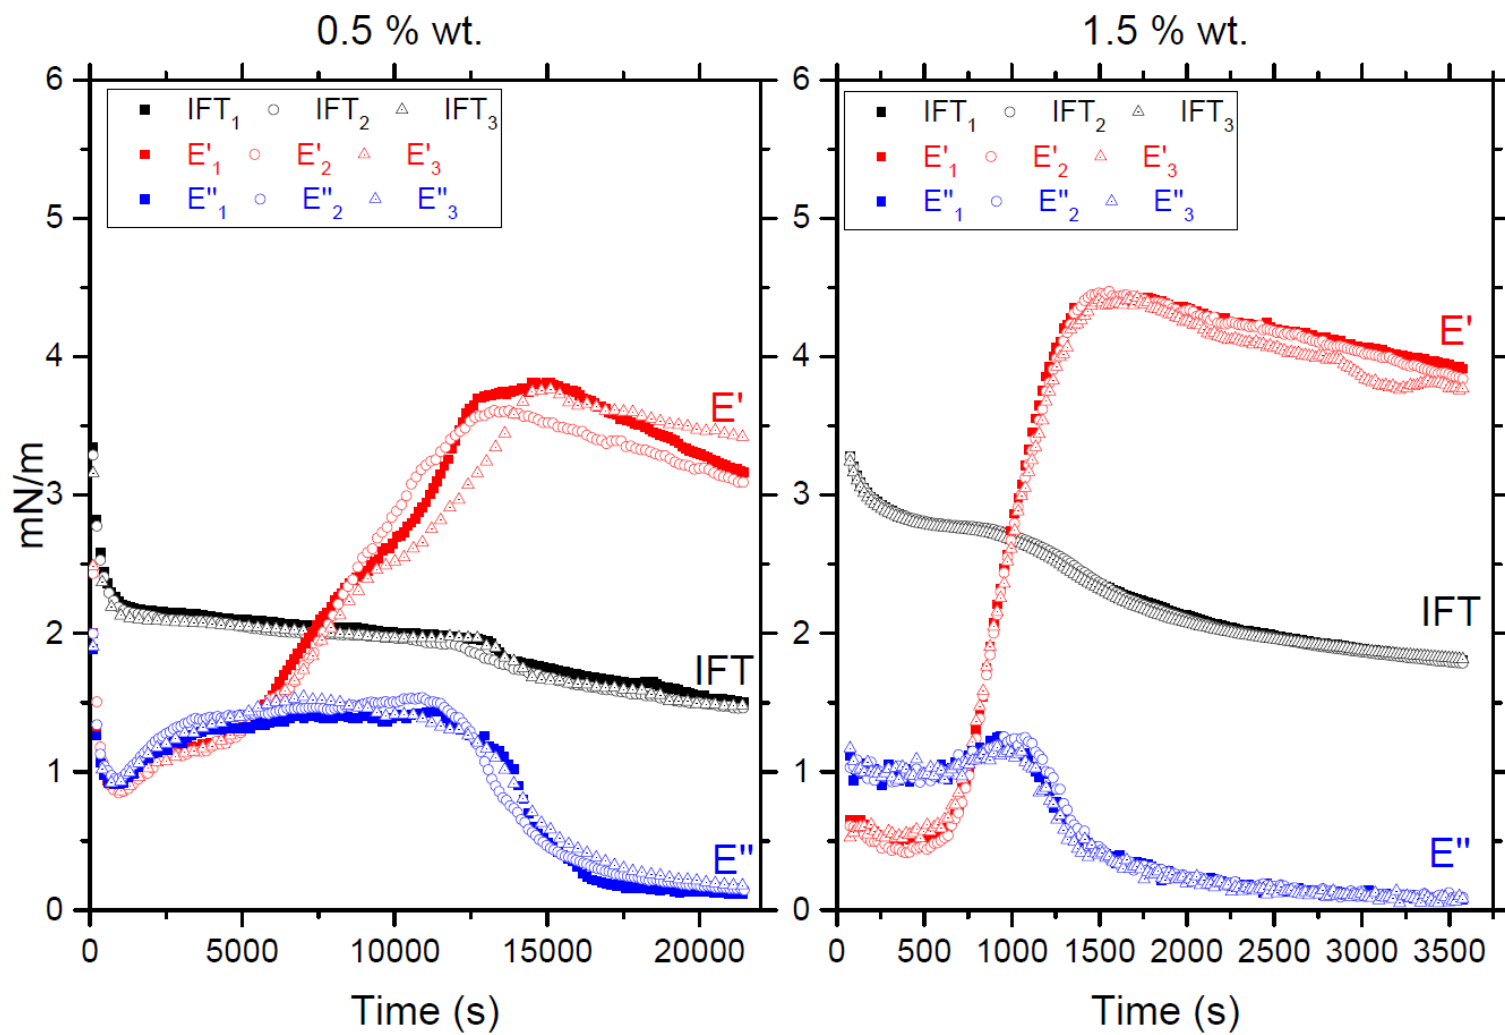 0.5 % wt.
1.5 % wt.
mN/m
6
5
4
3
2
1
0
IFT₁ IFT₂ IFT₃
E'₁ E'₂ E'₃
E"₁ E"₂ E"₃
E'
IFT
E"
0 5000 10000 15000 20000
Time (s)
6
5
4
3
2
1
0
IFT₁ IFT₂ IFT₃
E'₁ E'₂ E'₃
E"₁ E"₂ E"₃
E'
IFT
E"
0 500 1000 1500 2000 2500 3000 3500
Time (s)